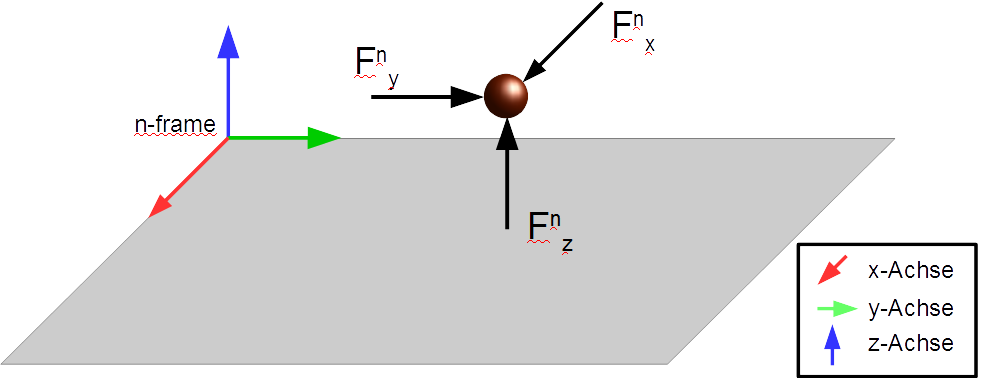 Fⁿx
Fⁿy
n-frame
Fⁿz
x-Achse
y-Achse
z-Achse